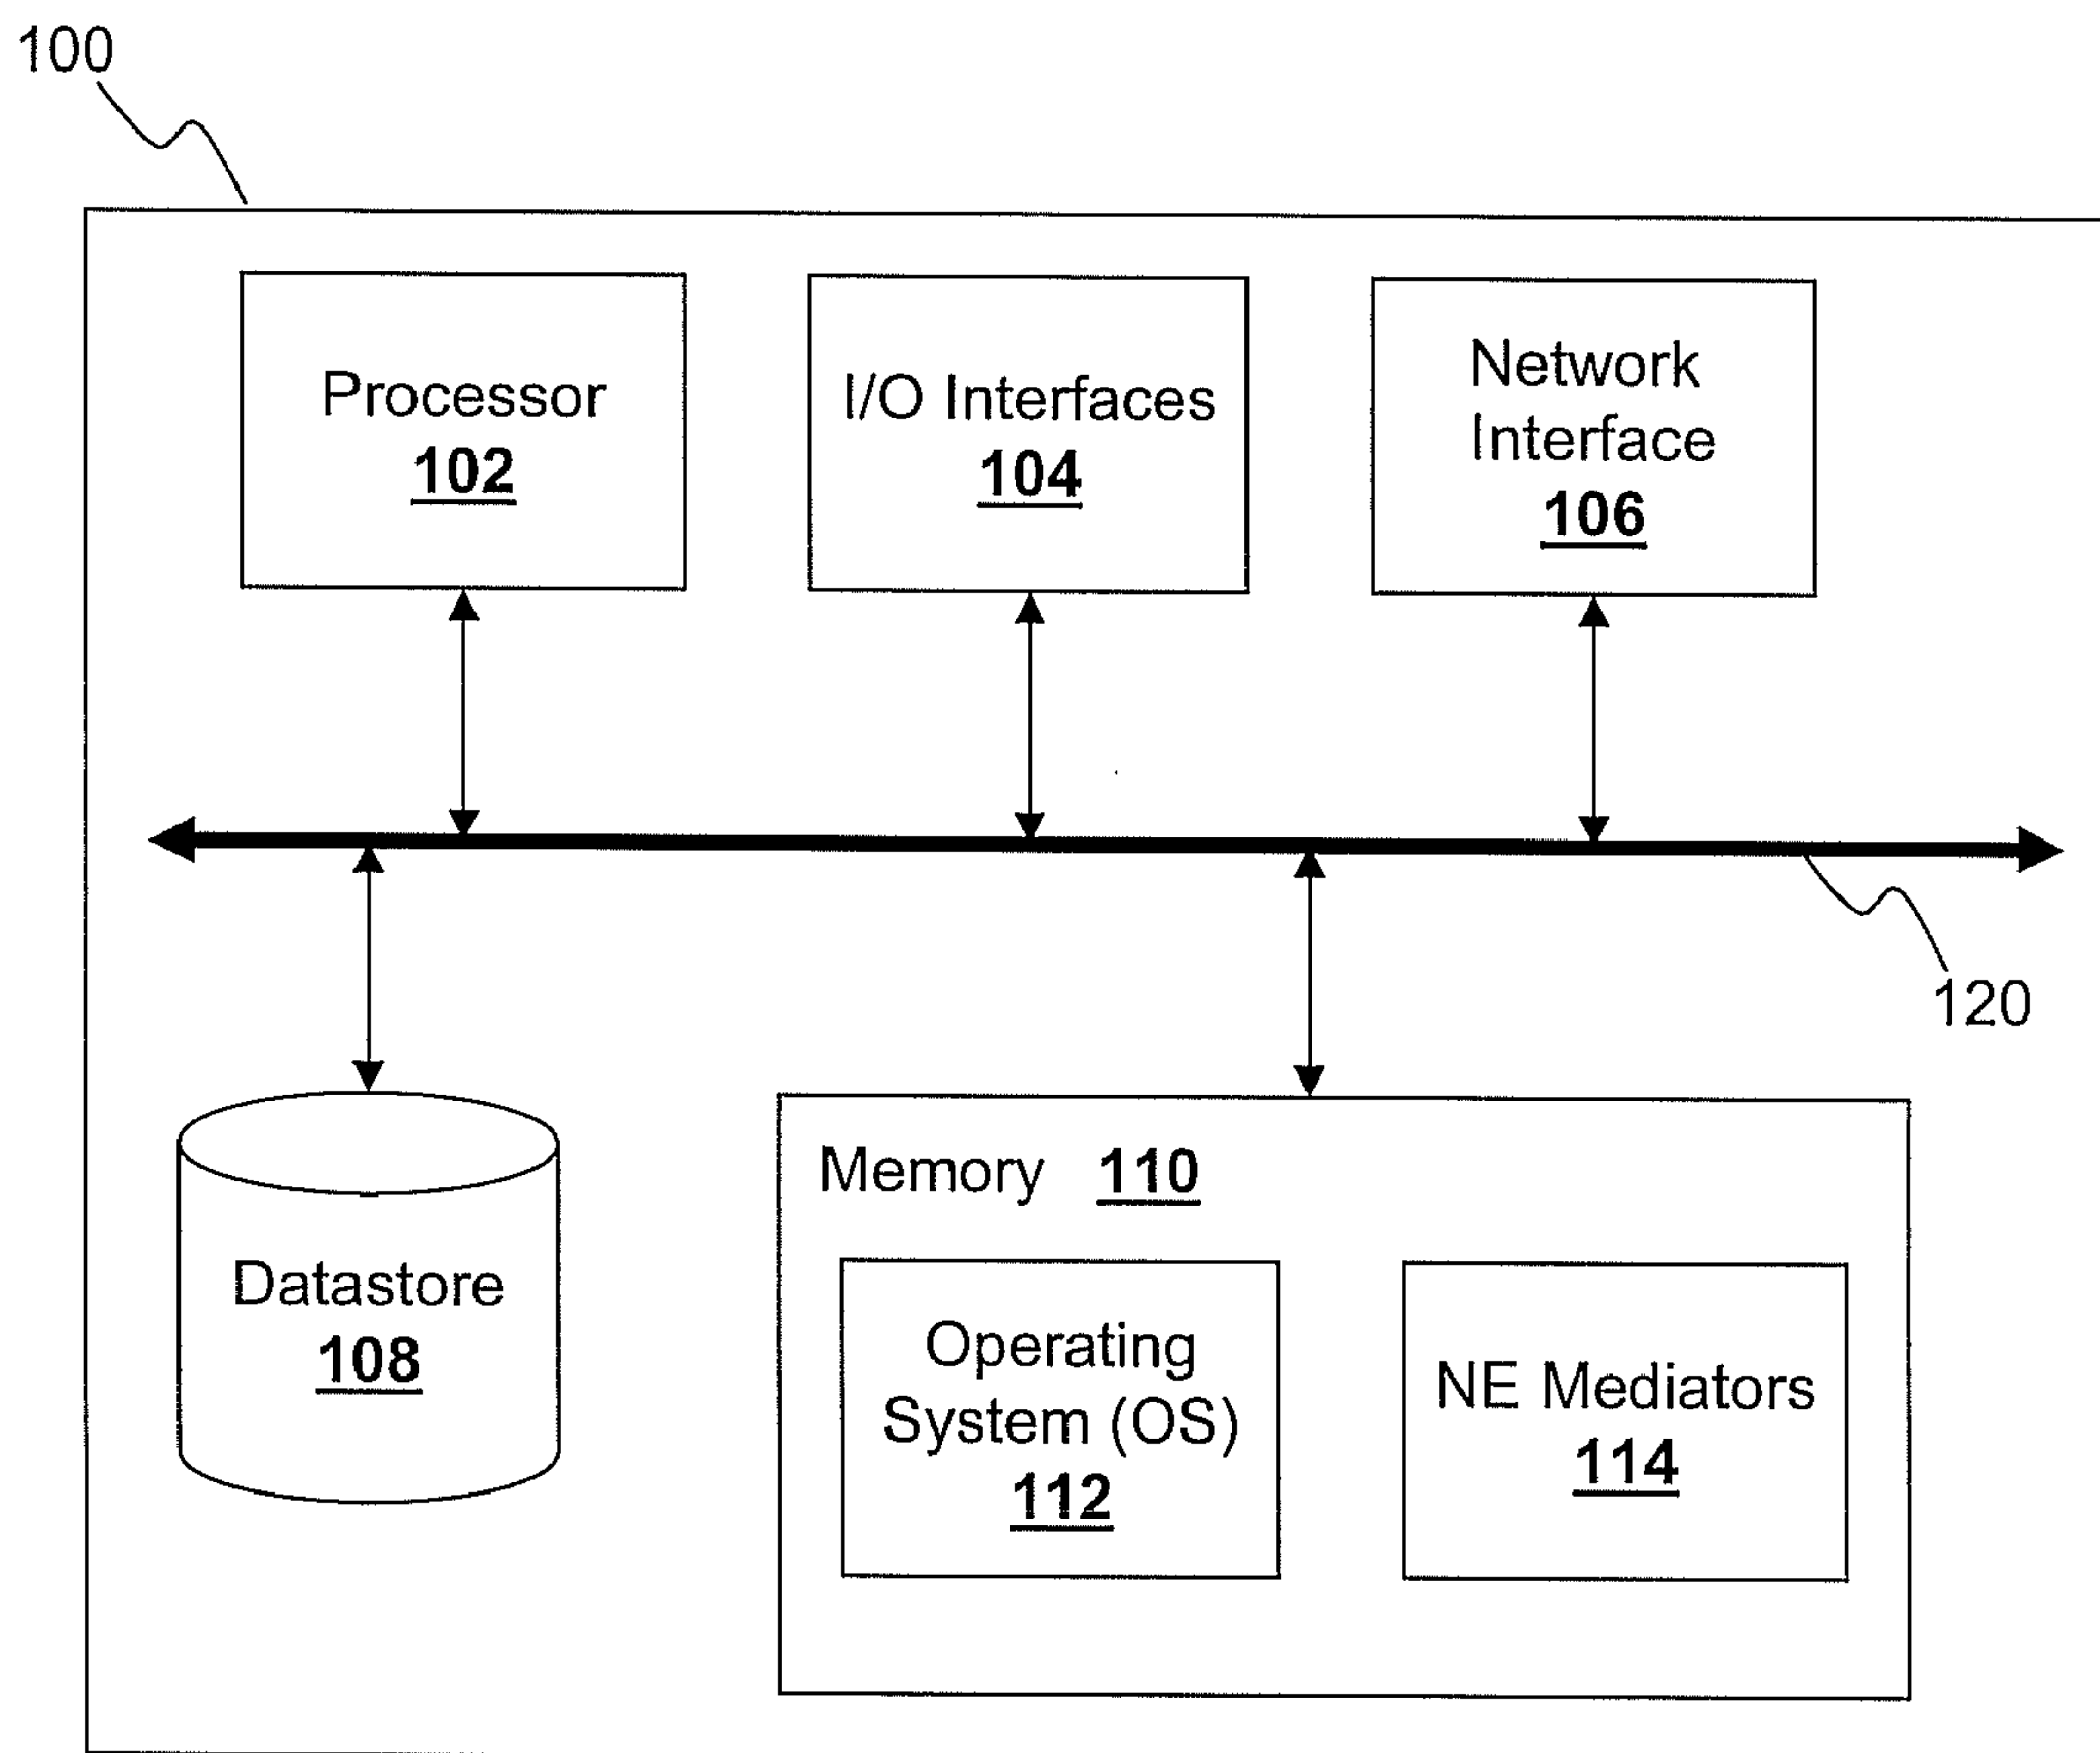 100
Processor
102
I/O Interfaces
104
Network
Interface
106
120
Datastore
108
Memory 110
Operating
System (OS)
112
NE Mediators
114